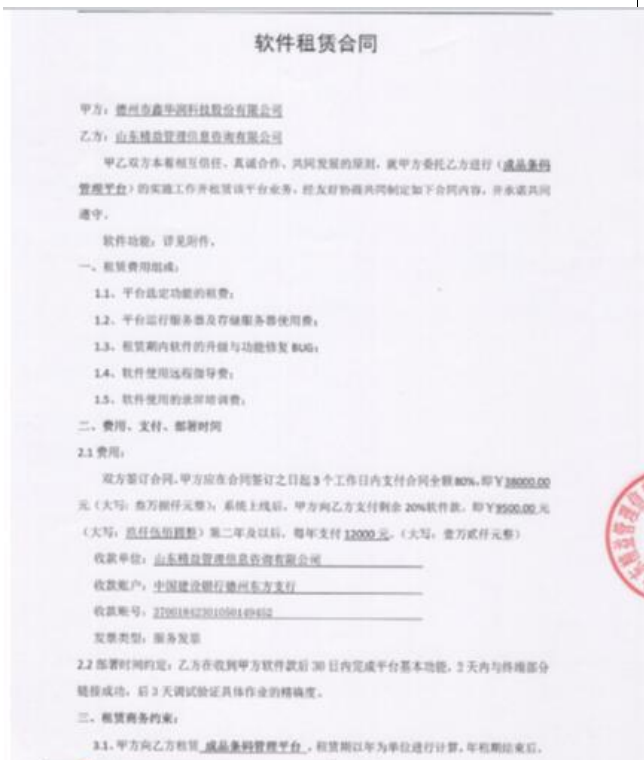 软件租赁合同
甲方：德州市鑫华润科技股份有限公司
乙方：山东精益管理信息咨询有限公司
甲乙双方本着相互信任、真诚合作、共同发展的原则，就甲方委托乙方进行（成品条码
管理平台）的实施工作并租赁该平台业务，经友好协商共同制定如下合同内容，并承诺共同
遵守。
软件功能：详见附件。
一、租赁费用组成：
1.1、平台选定功能的租费；
1.2、平台运行服务器及存储服务器使用费；
1.3、租赁期内软件的升级与功能修复 BUG；
1.4、软件使用远程指导费；
1.5、软件使用的录屏培训费；
二、费用、支付、部署时间
2.1 费用：
双方签订合同，甲方应在合同签订之日起 3 个工作日内支付合同全额 80%，即￥38000.00
元（大写：叁万捌仟元整），系统上线后，甲方向乙方支付剩余 20%软件款，即￥9500.00 元
（大写：玖仟伍佰圆整）第二年及以后，每年支付 12000 元。（大写：壹万贰仟元整）
收款单位：山东精益管理信息咨询有限公司
收款账户：中国建设银行德州东方支行
收款账号：37001842301050149452
发票类型：服务发票
2.2 部署时间约定：乙方在收到甲方软件款后 30 日内完成平台基本功能，2 天内与终端部分
链接成功，后 3 天调试验证具体作业的精确度。
三、租赁商务约束：
3.1、甲方向乙方租赁 成品条码管理平台 ，租赁期以年为单位进行计算，年租期结束后，